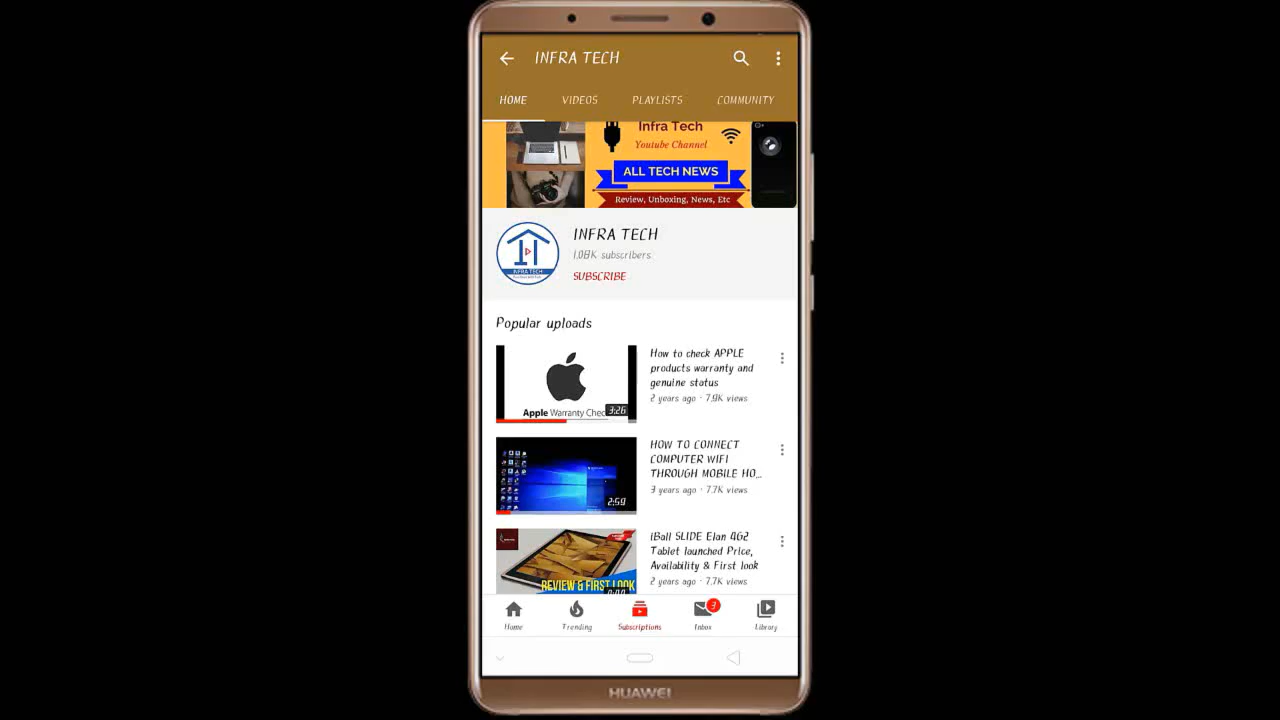 INFRA TECH
HOME VIDEOS PLAYLISTS COMMUNITY
Infra Tech
Youtube Channel
ALL TECH NEWS
Review, Unboxing, News, Etc
INFRA TECH
1.08K subscribers
SUBSCRIBE
INFRA TECH
Popular uploads
How to check APPLE
products warranty and
genuine status
2 years ago · 7.9K views
Apple Warranty Chec
3:26
HOW TO CONNECT
COMPUTER WIFI
THROUGH MOBILE HO...
3 years ago · 7.7K views
2:59
iBall SLIDE Elan 4G2
Tablet launched Price,
Availability & First look
2 years ago · 7.7K views
REVIEW & FIRST LOOK
Home Trending Subscriptions 3 Inbox Library
HUAWEI